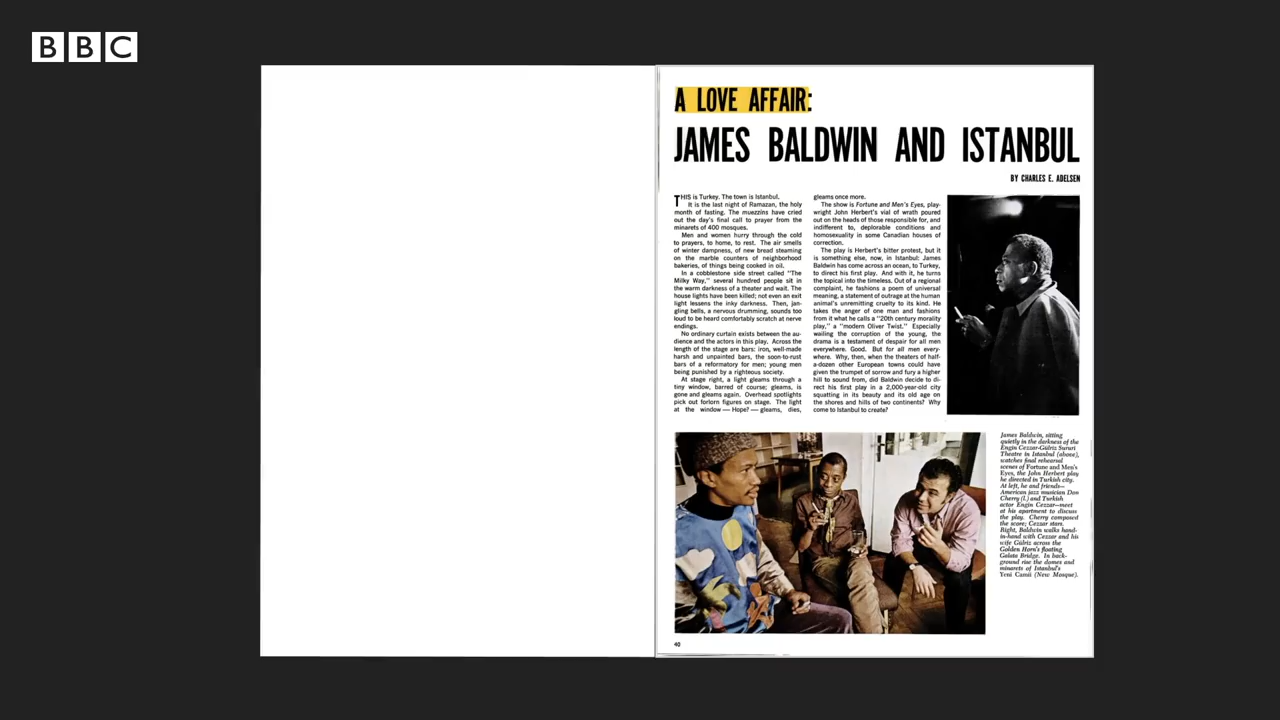 BBC
A LOVE AFFAIR:
JAMES BALDWIN AND ISTANBUL
BY CHARLES E. ADELSEN
THIS is Turkey. The town is Istanbul.
It is the last night of Ramazan, the holy
month of fasting. The muezzins have cried
out the day's final call to prayer from the
minarets of 400 mosques.
Men and women hurry through the cold
to prayers, to home, to rest. The air smells
of winter dampness, of new bread steaming
on the marble counters of neighborhood
bakeries, of things being cooked in oil.
In a cobblestone side street called "The
Milky Way," several hundred people sit in
the warm darkness of a theater and wait. The
house lights have been killed; not even an exit
light lessens the inky darkness. Then, jan-
gling bells, a nervous drumming, sounds too
loud to be heard comfortably scratch at nerve
endings.
No ordinary curtain exists between the au-
dience and the actors in this play. Across the
length of the stage are bars: iron, well-made
harsh and unpainted bars, the soon-to-rust
bars of a reformatory for men; young men
being punished by a righteous society.
At stage right, a light gleams through a
tiny window, barred of course; gleams, is
gone and gleams again. Overhead spotlights
pick out forlorn figures on stage. The light
at the window — Hope? — gleams, dies,
gleams once more.
The show is Fortune and Men's Eyes, play-
wright John Herbert's vial of wrath poured
out on the heads of those responsible for, and
indifferent to, deplorable conditions and
homosexuality in some Canadian houses of
correction.
The play is Herbert's bitter protest, but it
is something else, now, in Istanbul: James
Baldwin has come across an ocean, to Turkey,
to direct his first play. And with it, he turns
the topical into the timeless. Out of a regional
complaint, he fashions a poem of universal
meaning, a statement of outrage at the human
animal's unremitting cruelty to its kind. He
takes the anger of one man and fashions
from it what he calls a "20th century morality
play," a "modern Oliver Twist." Especially
wailing the corruption of the young, the
drama is a testament of despair for all men
everywhere. Good. But for all men every-
where. Why, then, when the theaters of half-
a-dozen other European towns could have
given the trumpet of sorrow and fury a higher
hill to sound from, did Baldwin decide to di-
rect his first play in a 2,000-year-old city
squatting in its beauty and its old age on
the shores and hills of two continents? Why
come to Istanbul to create?
James Baldwin, sitting
quietly in the darkness of the
Engin Cezzar-Gülriz Sururi
Theatre in Istanbul (above),
watches final rehearsal
scenes of Fortune and Men's
Eyes, the John Herbert play
he directed in Turkish city.
At left, he and friends—
American jazz musician Don
Cherry (l.) and Turkish
actor Engin Cezzar—meet
at his apartment to discuss
the play. Cherry composed
the score; Cezzar stars.
Right, Baldwin walks hand-
in-hand with Cezzar and his
wife Gülriz across the
Golden Horn's floating
Galata Bridge. In back-
ground rise the domes and
minarets of Istanbul's
Yeni Camii (New Mosque).
40